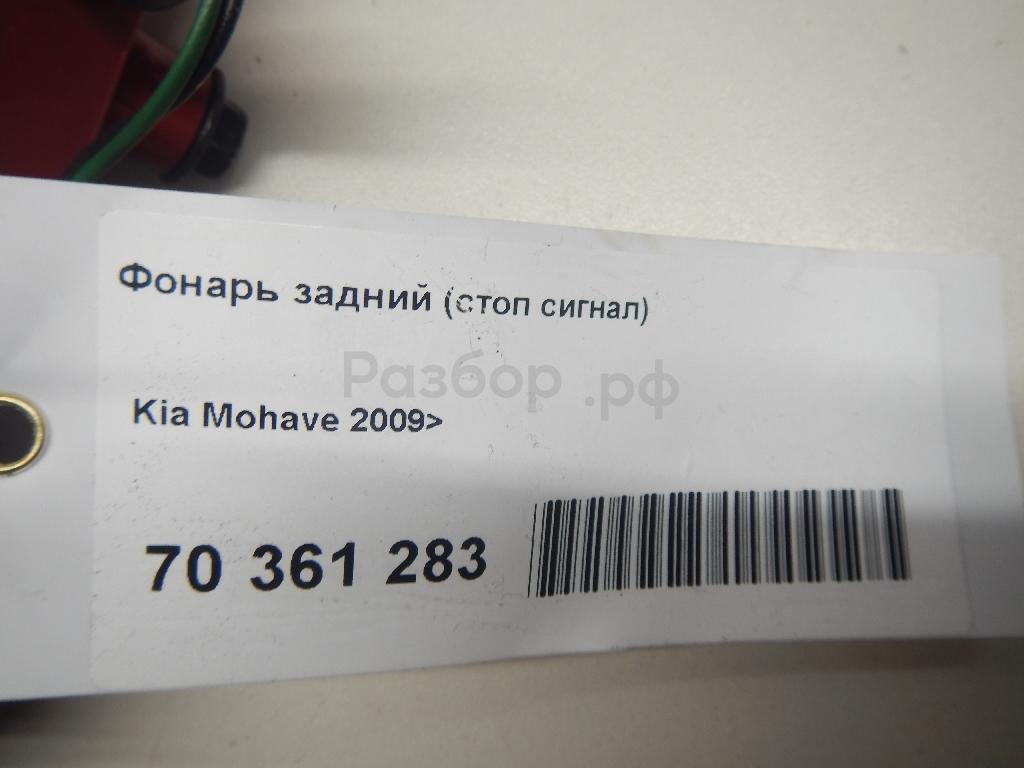 Фонарь задний (стоп сигнал)
Разбор.рф
Kia Mohave 2009>
70 361 283